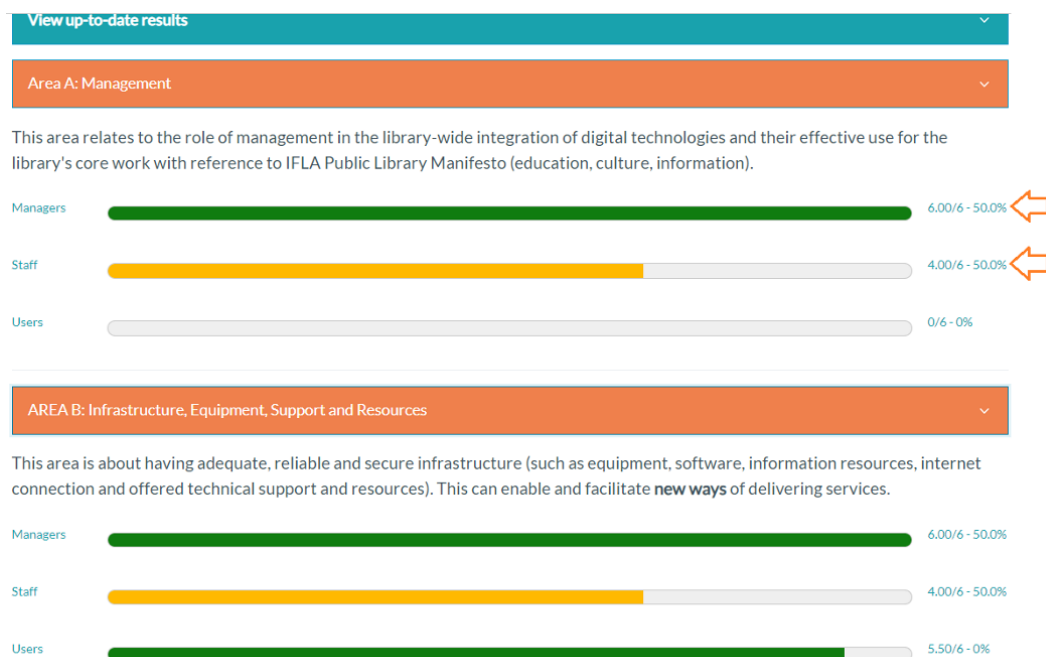 View up-to-date results
Area A: Management
This area relates to the role of management in the library-wide integration of digital technologies and their effective use for the
library's core work with reference to IFLA Public Library Manifesto (education, culture, information).
Managers 6.00/6 - 50.0%
Staff 4.00/6 - 50.0%
Users 0/6 - 0%
AREA B: Infrastructure, Equipment, Support and Resources
This area is about having adequate, reliable and secure infrastructure (such as equipment, software, information resources, internet
connection and offered technical support and resources). This can enable and facilitate new ways of delivering services.
Managers 6.00/6 - 50.0%
Staff 4.00/6 - 50.0%
Users 5.50/6 - 0%